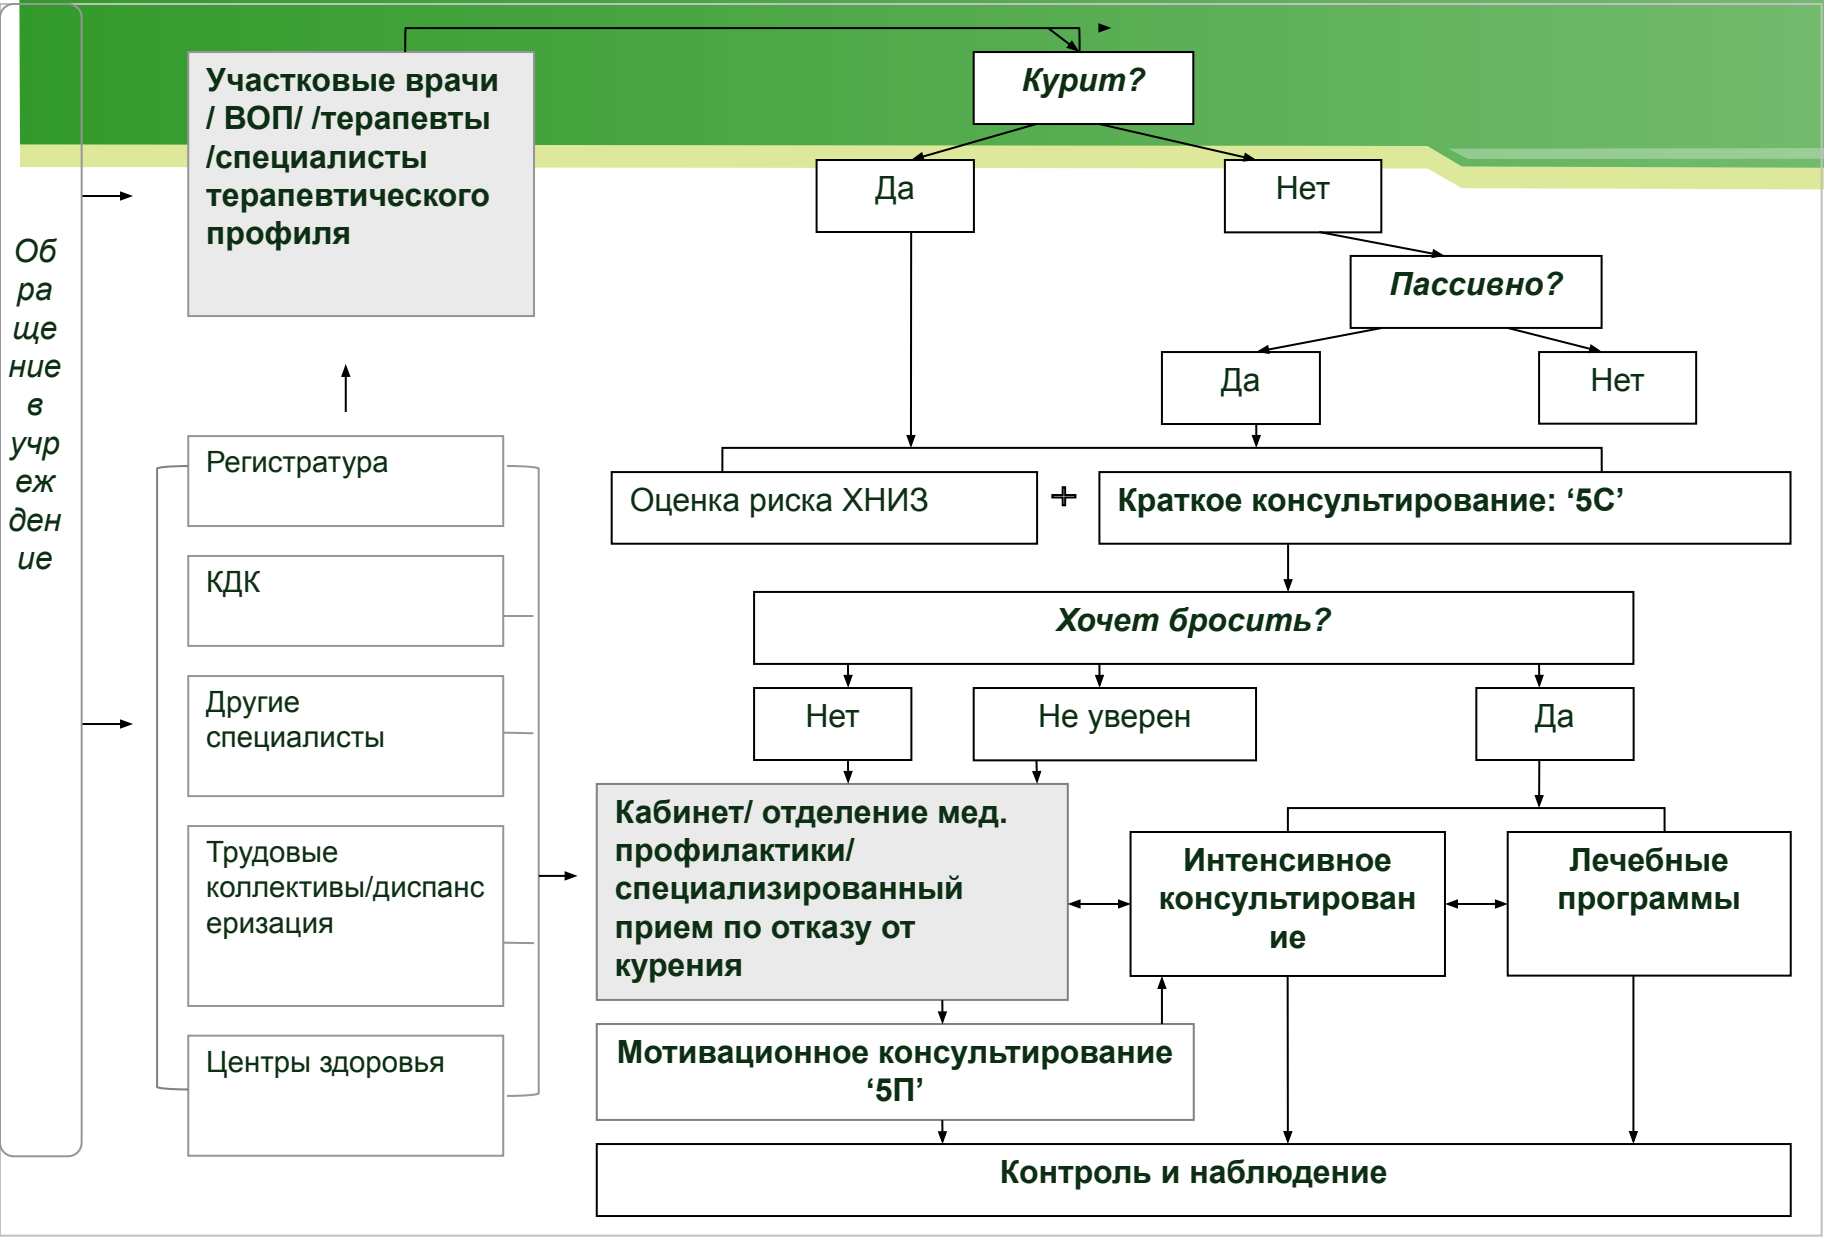 Об
ра
ще
ние
в
учр
еж
ден
ие
Участковые врачи
/ ВОП/ /терапевты
/специалисты
терапевтического
профиля
Регистратура
КДК
Другие
специалисты
Трудовые
коллективы/диспанс
еризация
Центры здоровья
Курит?
Да
Нет
Пассивно?
Да
Нет
Оценка риска ХНИЗ
+
Краткое консультирование: ‘5С’
Хочет бросить?
Нет
Не уверен
Да
Кабинет/ отделение мед.
профилактики/
специализированный
прием по отказу от
курения
Интенсивное
консультирован
ие
Лечебные
программы
Мотивационное консультирование
‘5П’
Контроль и наблюдение